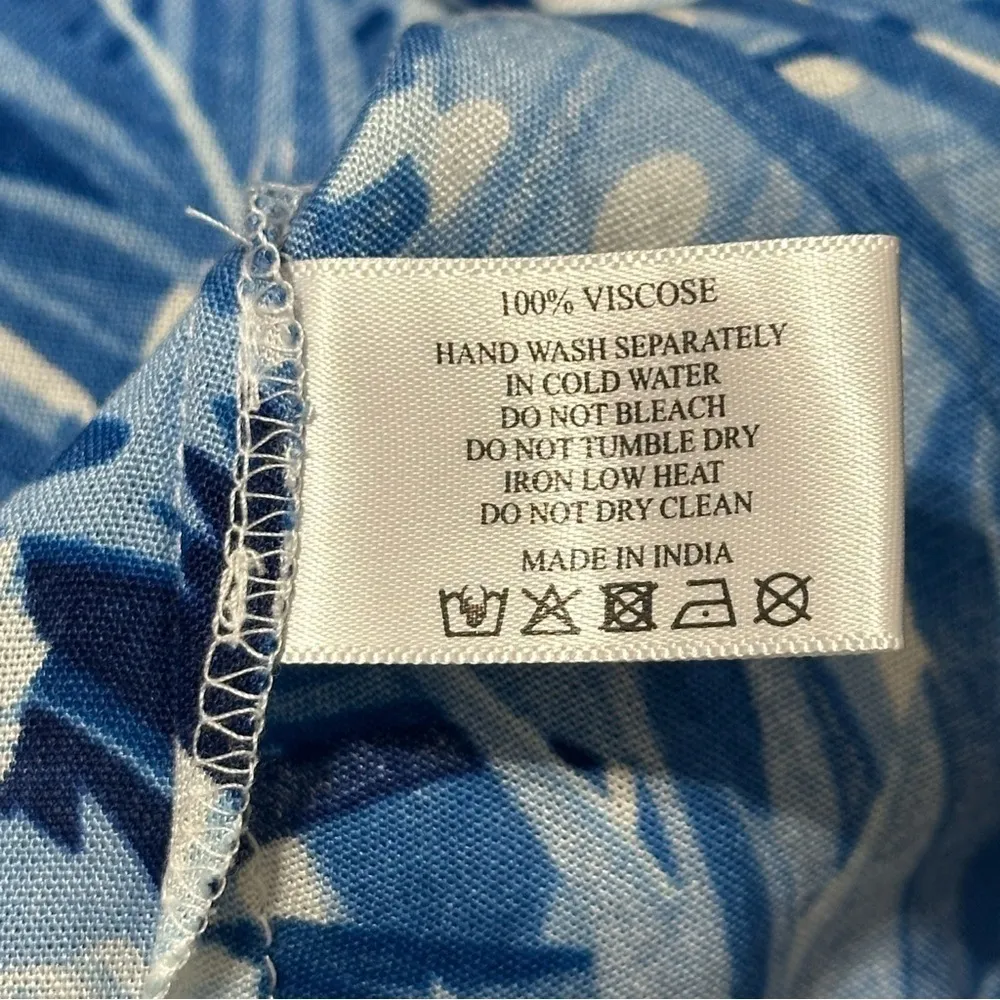 100% VISCOSE
HAND WASH SEPARATELY
IN COLD WATER
DO NOT BLEACH
DO NOT TUMBLE DRY
IRON LOW HEAT
DO NOT DRY CLEAN
MADE IN INDIA